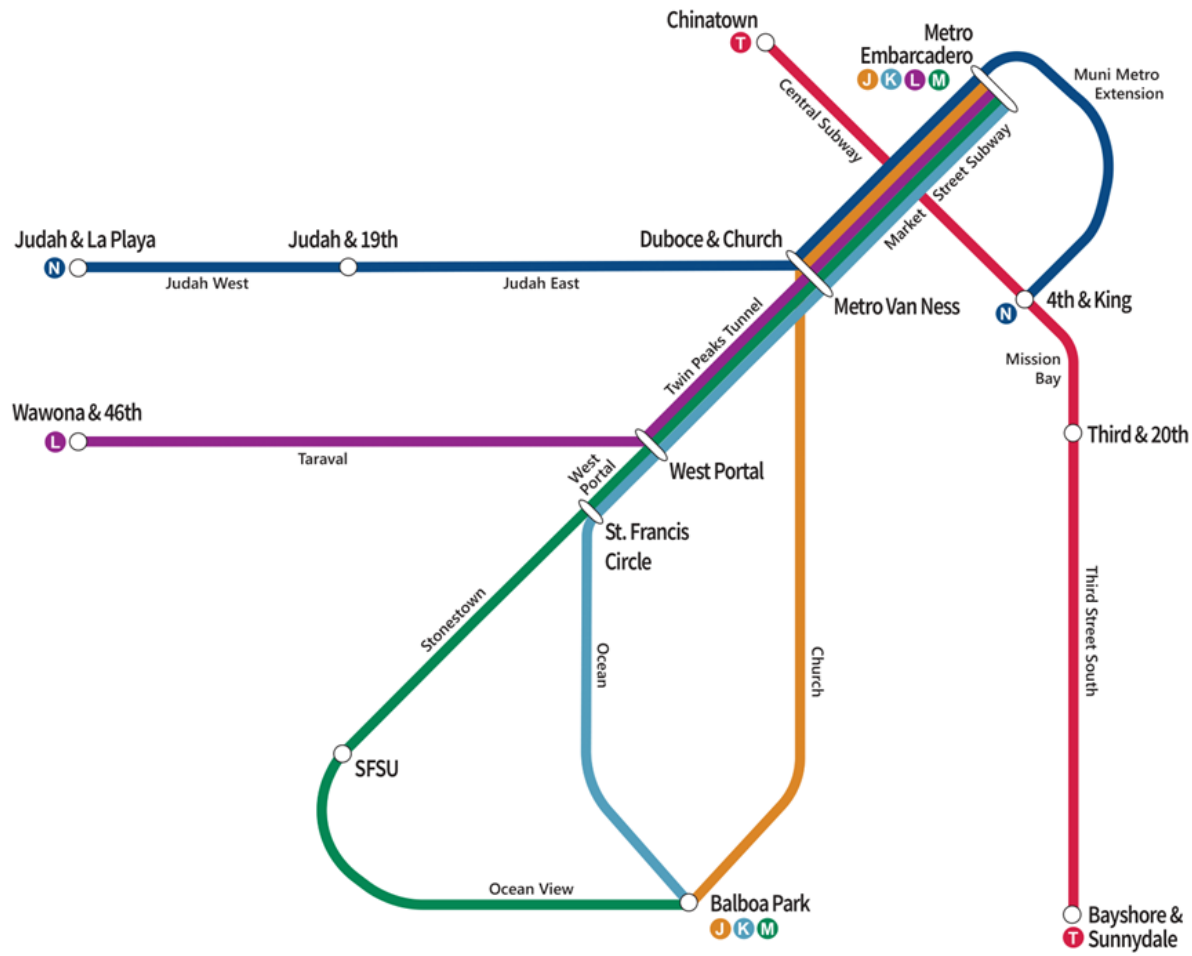 Chinatown
T
Metro
Embarcadero
J K L M
Muni Metro
Extension
Central Subway
Market Street Subway
Judah & La Playa
N
Judah West
Judah & 19th
Judah East
Duboce & Church
Metro Van Ness
4th & King
N
Mission
Bay
Twin Peaks Tunnel
Wawona & 46th
L
Taraval
West
Portal
West Portal
Third & 20th
St. Francis
Circle
Stonestown
Ocean
Church
Third Street South
SFSU
Ocean View
Balboa Park
J K M
Bayshore &
T Sunnydale